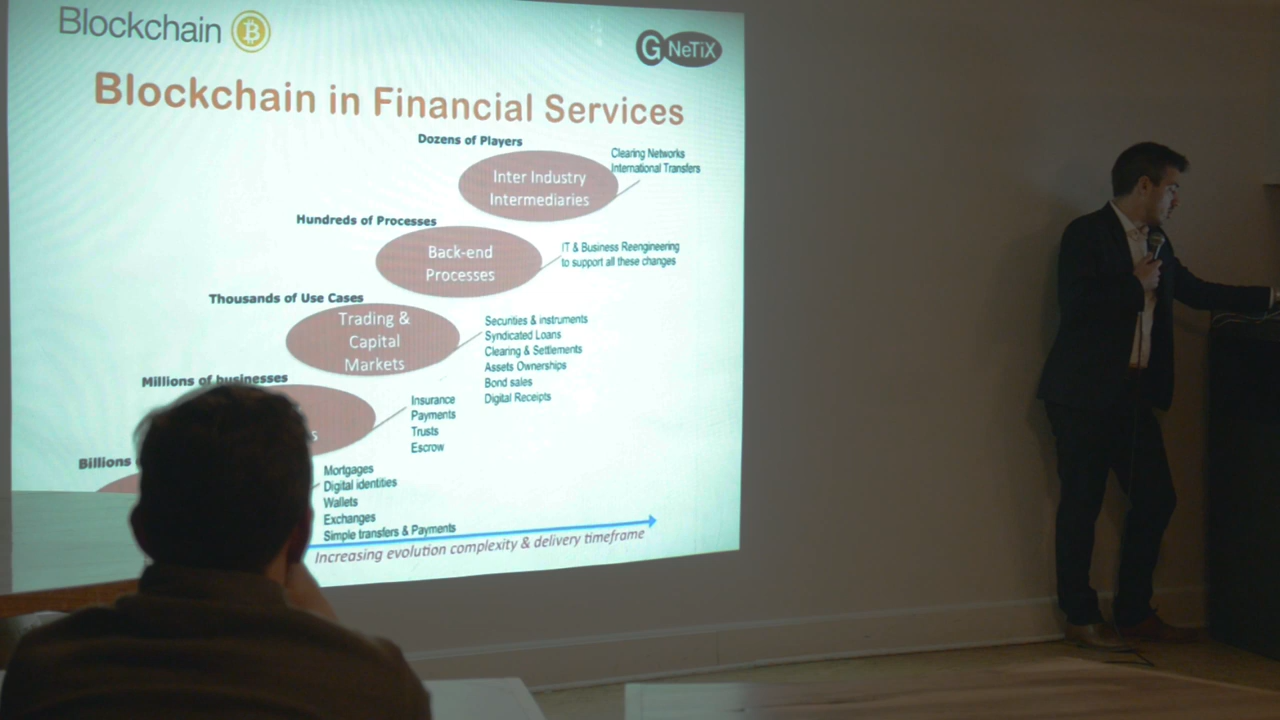 Blockchain
GNeTiX
Blockchain in Financial Services
Dozens of Players
Inter Industry
Intermediaries
Clearing Networks
International Transfers
Hundreds of Processes
Back-end
Processes
IT & Business Reengineering
to support all these changes
Thousands of Use Cases
Trading &
Capital
Markets
Securities & instruments
Syndicated Loans
Clearing & Settlements
Assets Ownerships
Bond sales
Digital Receipts
Millions of businesses
Insurance
Payments
Trusts
Escrow
Billions
Mortgages
Digital identities
Wallets
Exchanges
Simple transfers & Payments
Increasing evolution complexity & delivery timeframe